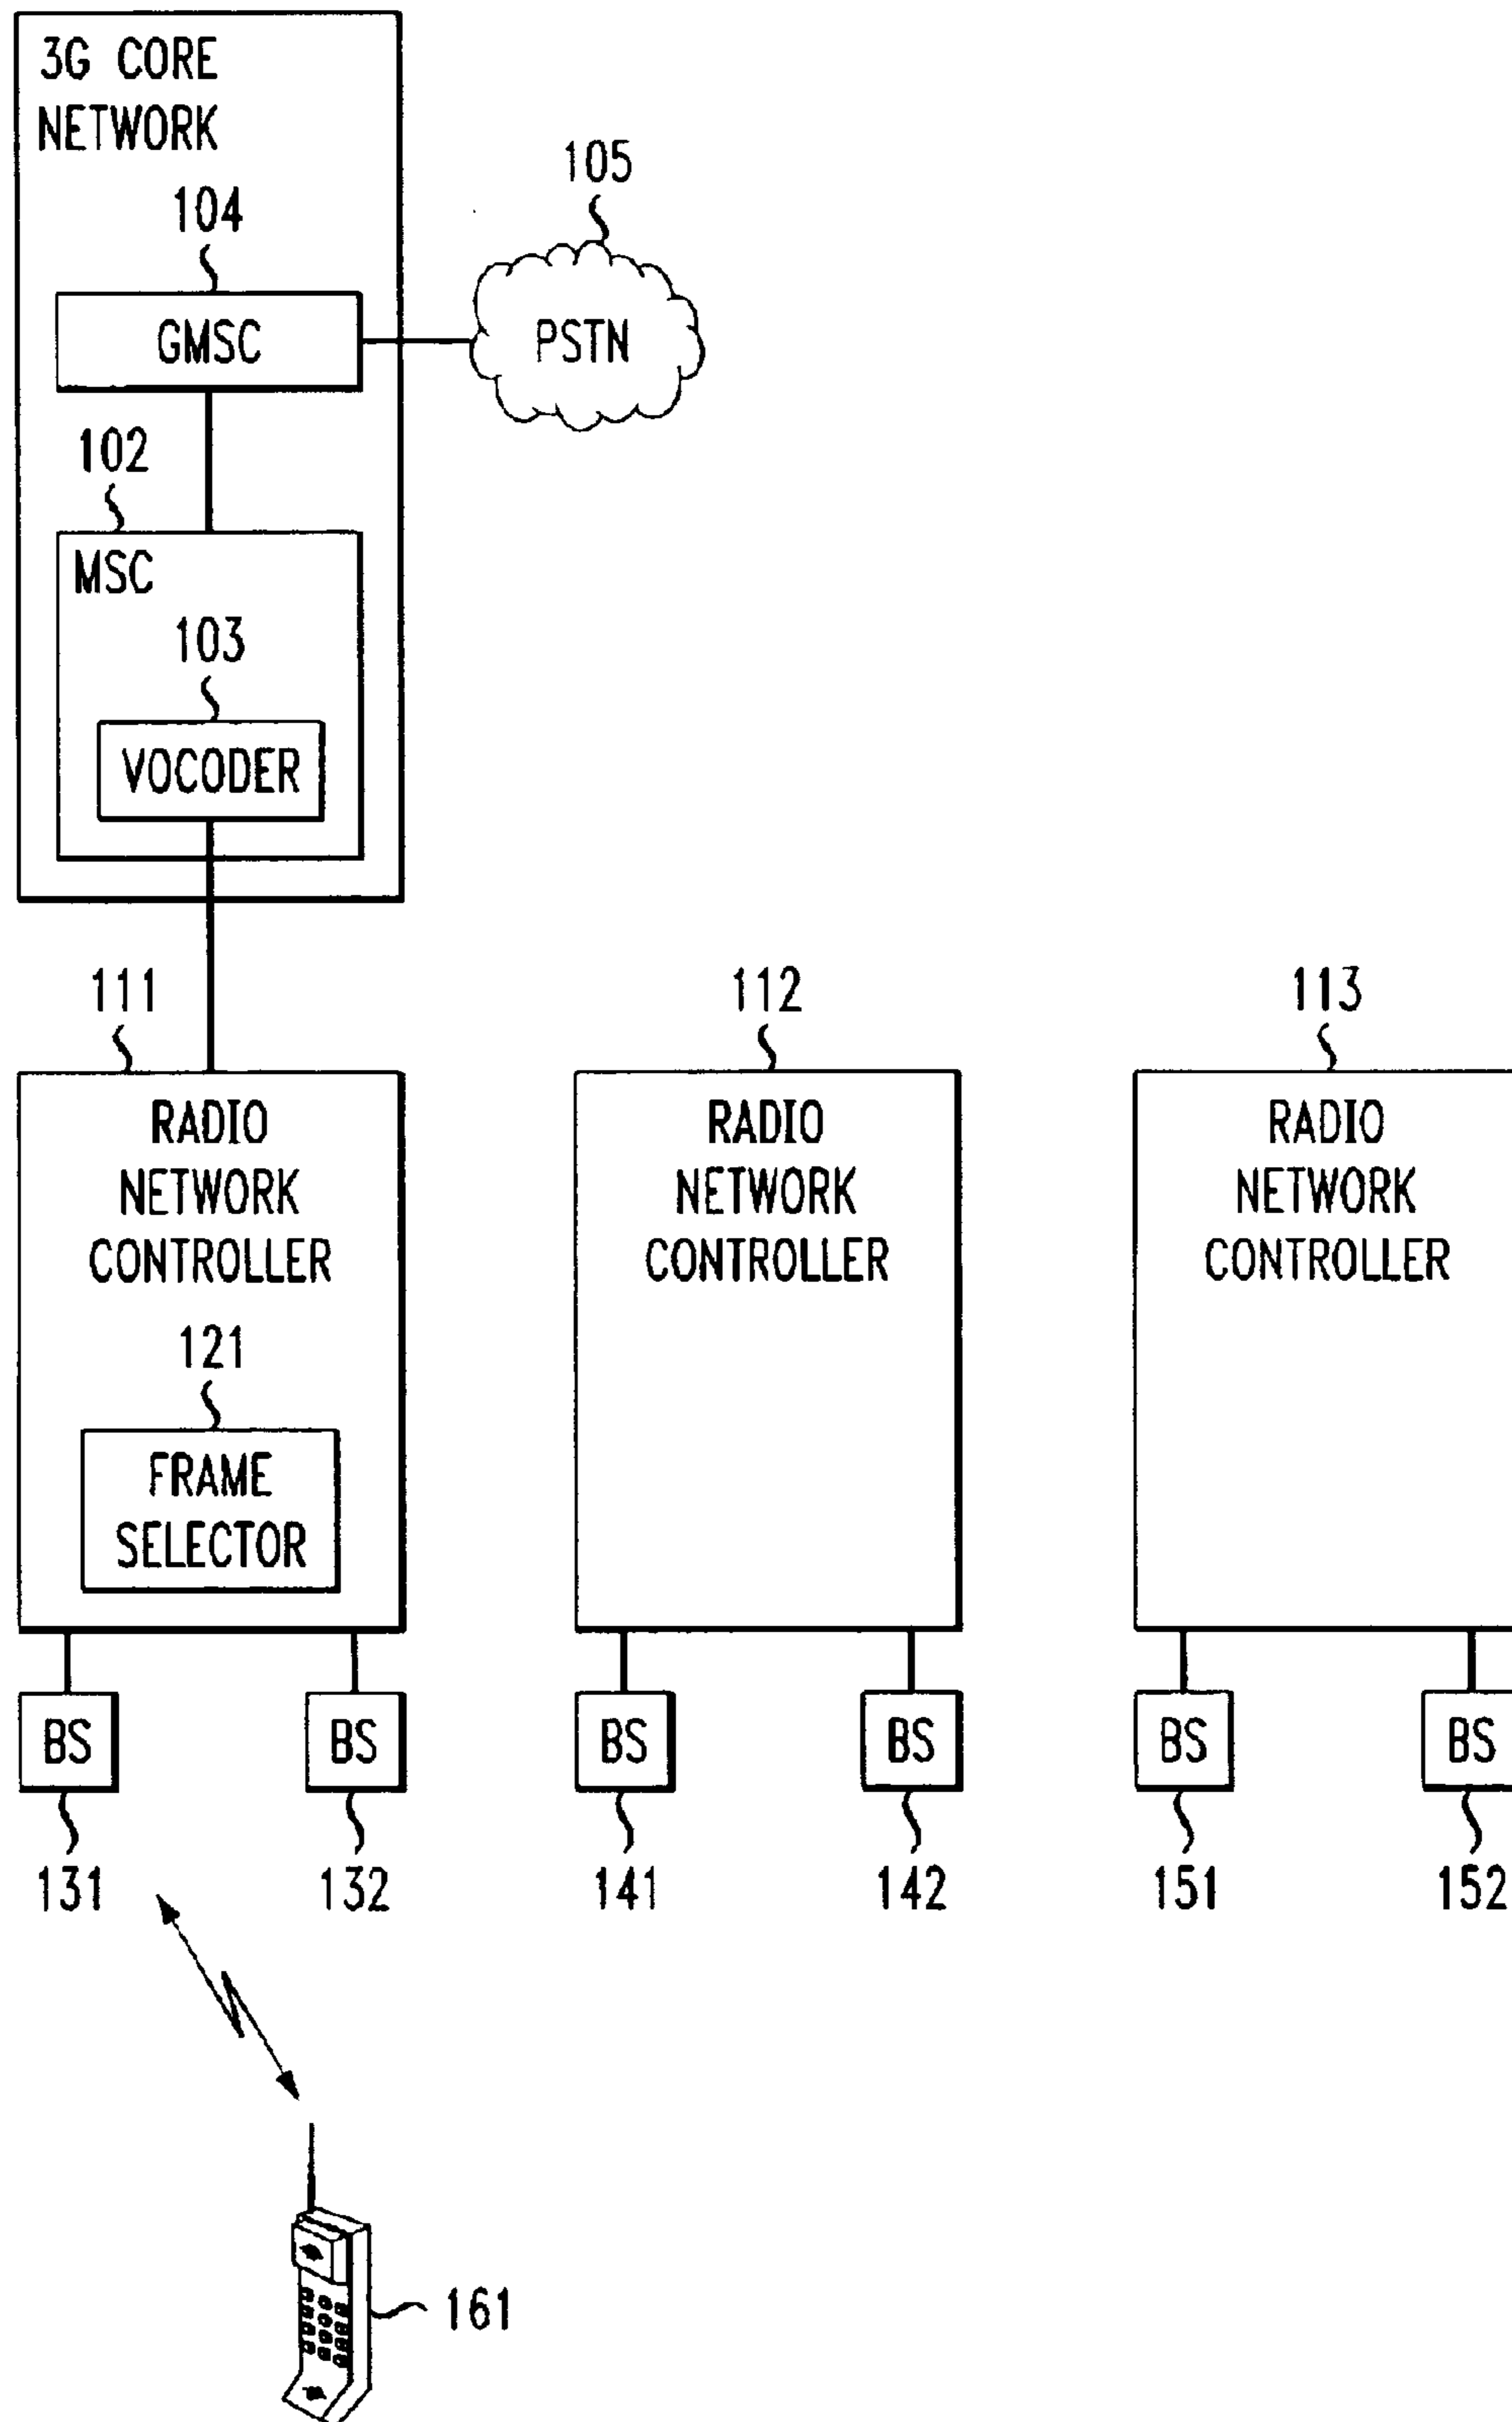 3G CORE
NETWORK
105
104
GMSC
PSTN
102
MSC
103
VOCODER
111
112
113
RADIO
NETWORK
CONTROLLER
RADIO
NETWORK
CONTROLLER
RADIO
NETWORK
CONTROLLER
121
FRAME
SELECTOR
BS
BS
BS
BS
BS
BS
131
132
141
142
151
152
161